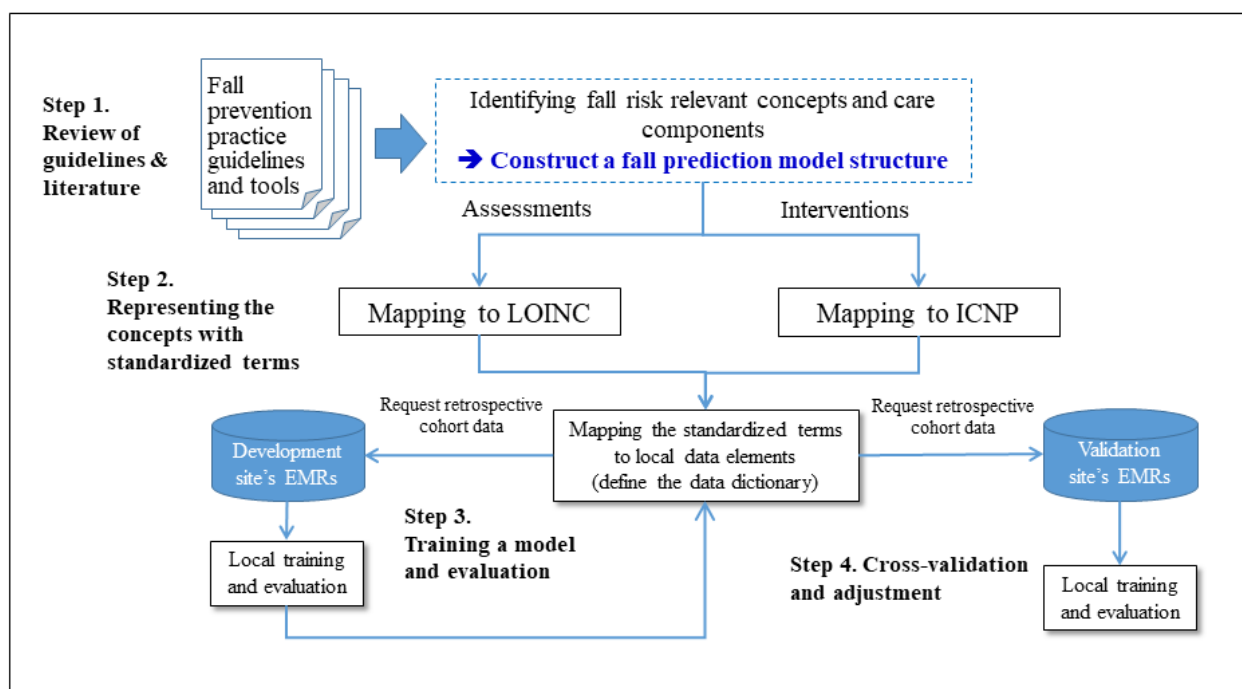 Step 1.
Review of
guidelines &
literature
Fall
prevention
practice
guidelines
and tools
Identifying fall risk relevant concepts and care
components
➔ Construct a fall prediction model structure
Assessments
Interventions
Step 2.
Representing the
concepts with
standardized terms
Mapping to LOINC
Mapping to ICNP
Request retrospective
cohort data
Mapping the standardized terms
to local data elements
(define the data dictionary)
Request retrospective
cohort data
Development
site's EMRs
Validation
site's EMRs
Step 3.
Training a model
and evaluation
Local training
and evaluation
Step 4. Cross-validation
and adjustment
Local training
and evaluation